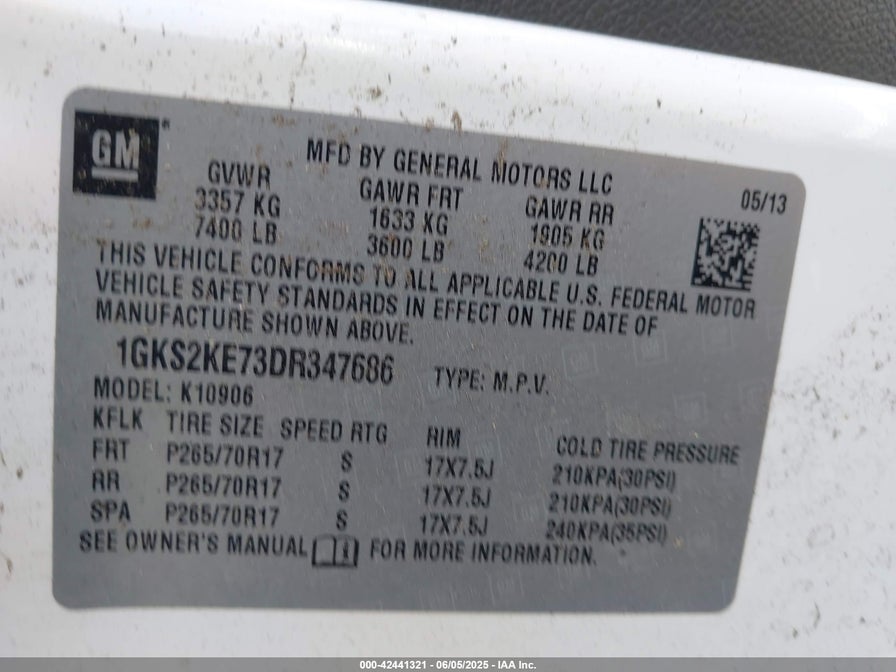 GM
MFD BY GENERAL MOTORS LLC
05/13
GVWR GAWR FRT GAWR RR
3357 KG 1633 KG 1905 KG
7400 LB 3600 LB 4200 LB
THIS VEHICLE CONFORMS TO ALL APPLICABLE U.S. FEDERAL MOTOR
VEHICLE SAFETY STANDARDS IN EFFECT ON THE DATE OF
MANUFACTURE SHOWN ABOVE.
1GKS2KE73DR347686 TYPE: M.P.V.
MODEL: K10906
KFLK TIRE SIZE SPEED RTG RIM COLD TIRE PRESSURE
FRT P265/70R17 S 17X7.5J 210KPA(30PSI)
RR P265/70R17 S 17X7.5J 210KPA(30PSI)
SPA P265/70R17 S 17X7.5J 240KPA(35PSI)
SEE OWNER'S MANUAL FOR MORE INFORMATION.
000-42441321 - 06/05/2025 - IAA Inc.